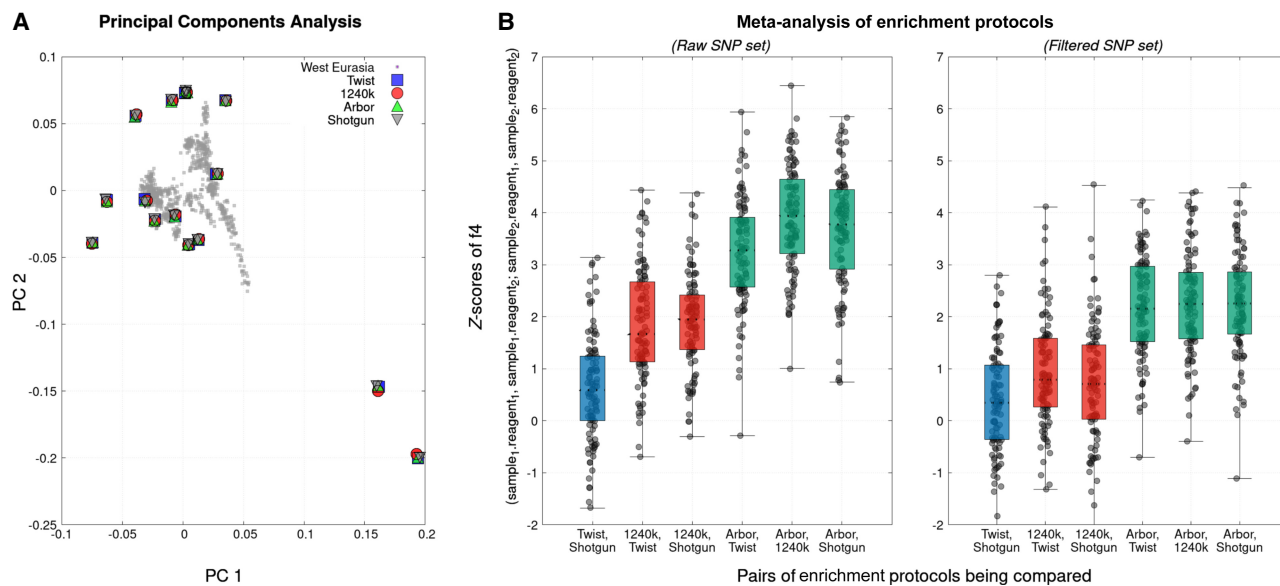 A
Principal Components Analysis
0.1
0.05
0
-0.05
-0.1
-0.15
-0.2
-0.25
-0.1
-0.05
0
0.05
0.1
0.15
0.2
PC 2
PC 1
West Eurasia
Twist
1240k
Arbor
Shotgun
B
Meta-analysis of enrichment protocols
(Raw SNP set)
(Filtered SNP set)
Z-scores of f4
(sample₁.reagent₁, sample₁.reagent₂; sample₂.reagent₁, sample₂.reagent₂)
7
6
5
4
3
2
1
0
-1
-2
Twist,
Shotgun
1240k,
Twist
1240k,
Shotgun
Arbor,
Twist
Arbor,
1240k
Arbor,
Shotgun
7
6
5
4
3
2
1
0
-1
-2
Twist,
Shotgun
1240k,
Twist
1240k,
Shotgun
Arbor,
Twist
Arbor,
1240k
Arbor,
Shotgun
Pairs of enrichment protocols being compared